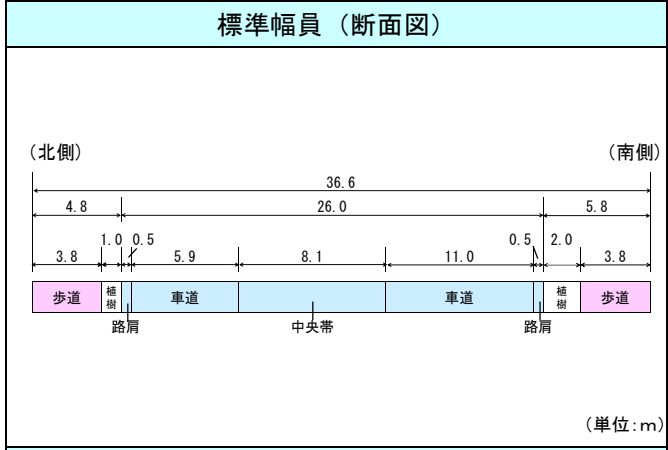 標準幅員（断面図）
（北側）
（南側）
36.6
4.8
26.0
5.8
1.0
0.5
0.5
2.0
3.8
5.9
8.1
11.0
3.8
歩道
植樹
車道
車道
植樹
歩道
路肩
中央帯
路肩
（単位：ｍ）